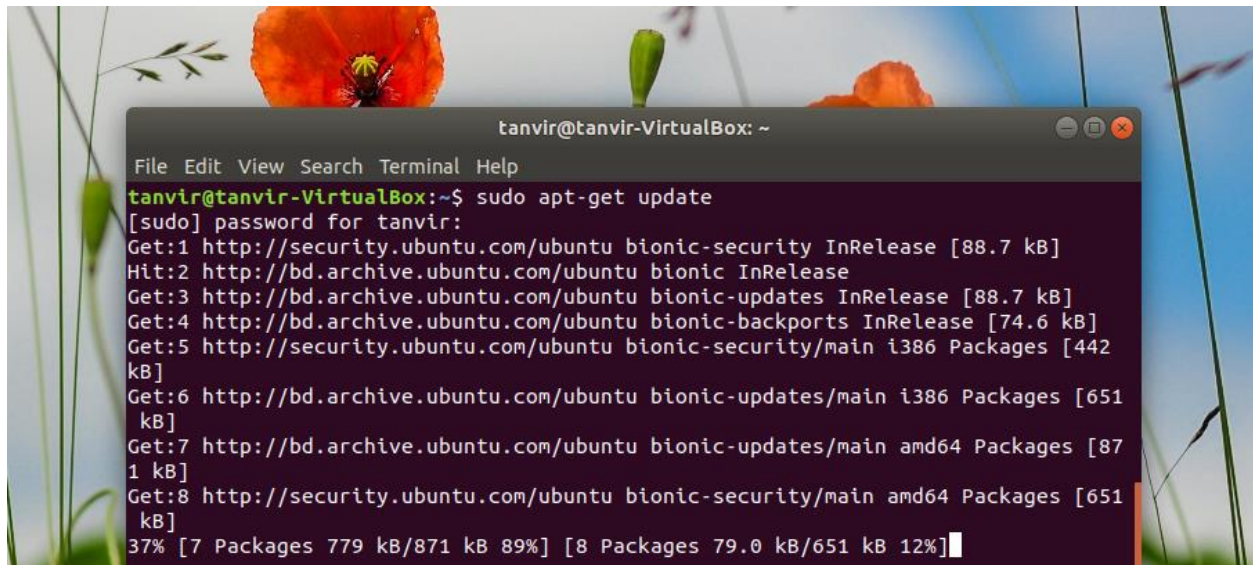 tanvir@tanvir-VirtualBox: ~
File Edit View Search Terminal Help
tanvir@tanvir-VirtualBox:~$ sudo apt-get update
[sudo] password for tanvir:
Get:1 http://security.ubuntu.com/ubuntu bionic-security InRelease [88.7 kB]
Hit:2 http://bd.archive.ubuntu.com/ubuntu bionic InRelease
Get:3 http://bd.archive.ubuntu.com/ubuntu bionic-updates InRelease [88.7 kB]
Get:4 http://bd.archive.ubuntu.com/ubuntu bionic-backports InRelease [74.6 kB]
Get:5 http://security.ubuntu.com/ubuntu bionic-security/main i386 Packages [442
kB]
Get:6 http://bd.archive.ubuntu.com/ubuntu bionic-updates/main i386 Packages [651
 kB]
Get:7 http://bd.archive.ubuntu.com/ubuntu bionic-updates/main amd64 Packages [87
1 kB]
Get:8 http://security.ubuntu.com/ubuntu bionic-security/main amd64 Packages [651
 kB]
37% [7 Packages 779 kB/871 kB 89%] [8 Packages 79.0 kB/651 kB 12%]